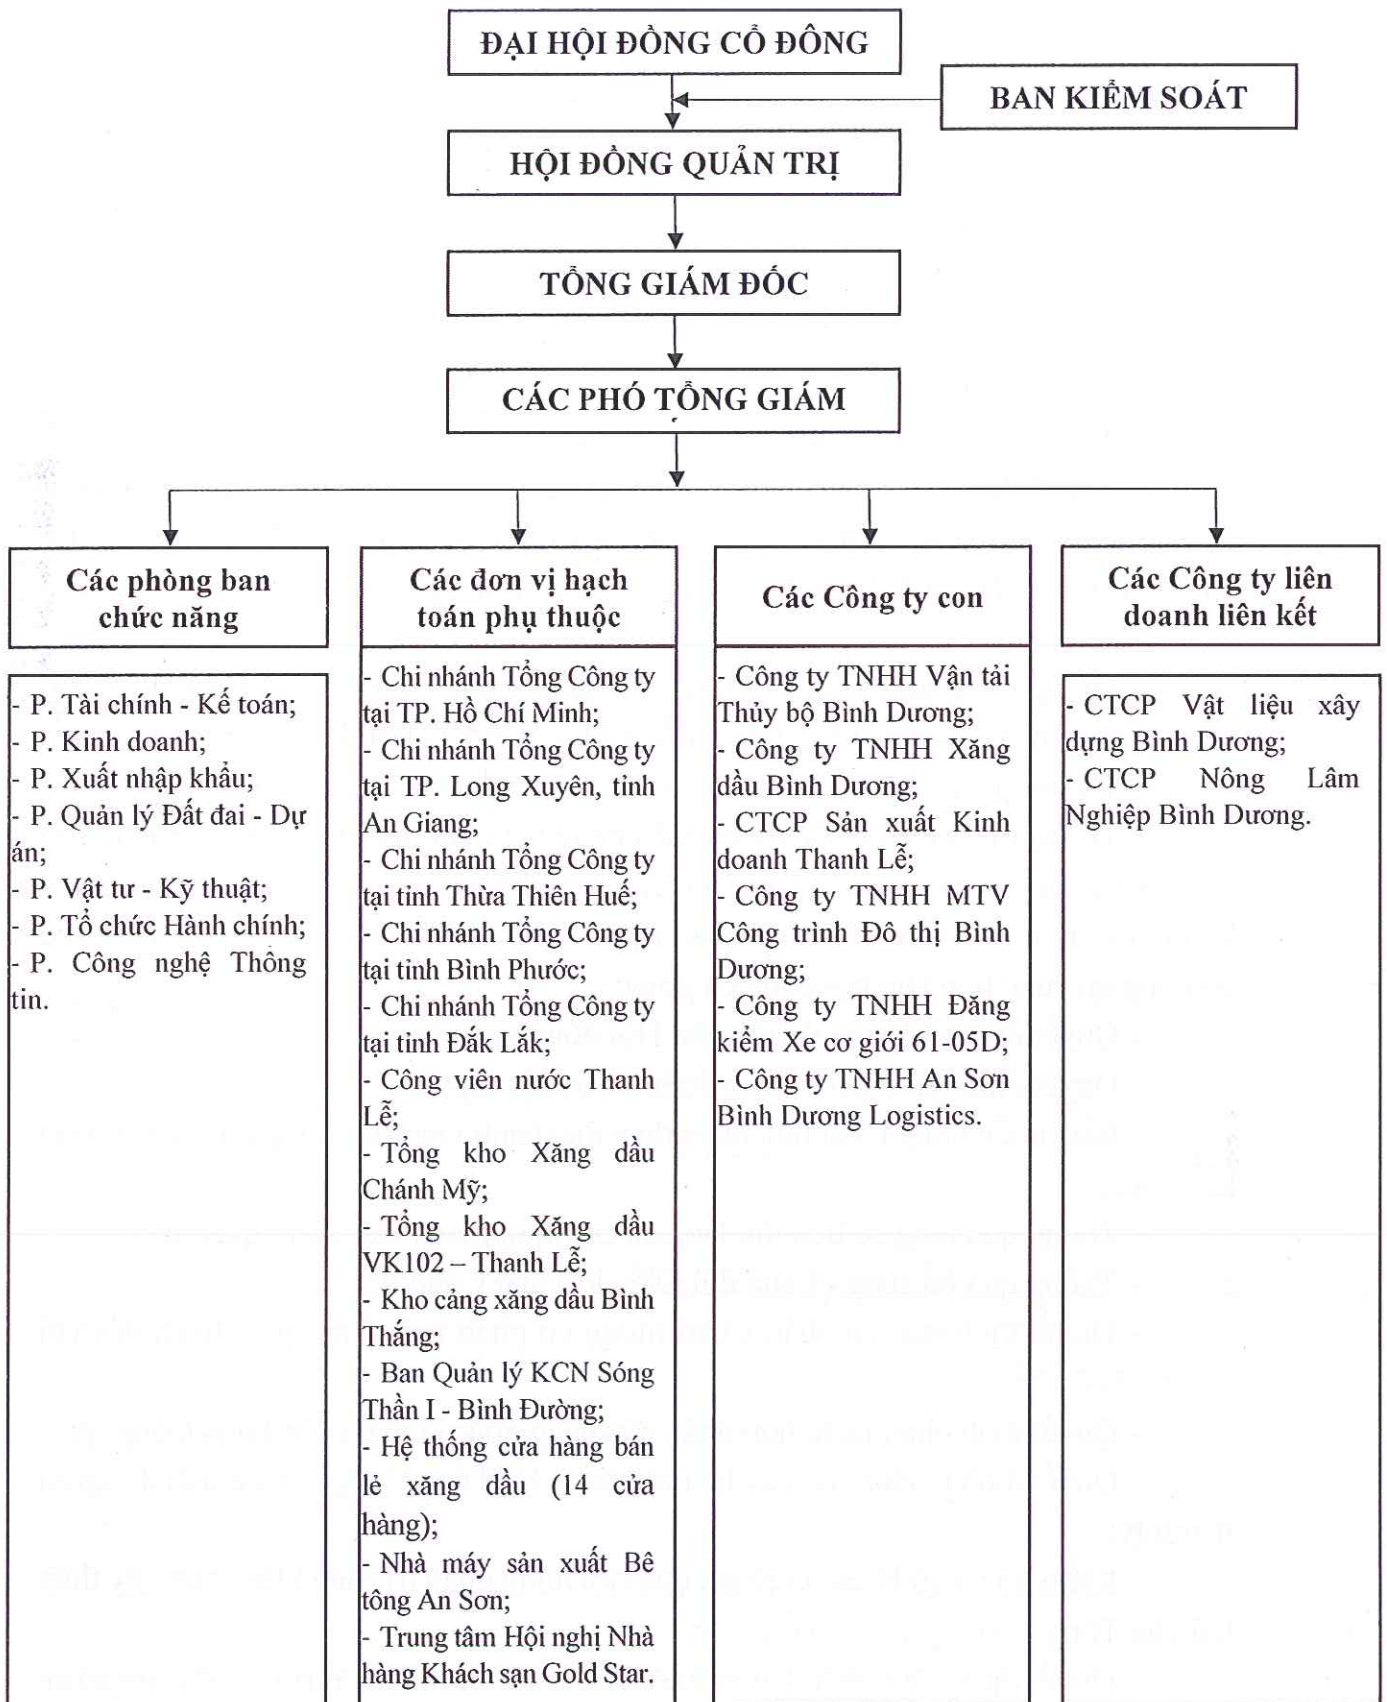 ĐẠI HỘI ĐỒNG CỔ ĐÔNG
BAN KIỂM SOÁT
HỘI ĐỒNG QUẢN TRỊ
TỔNG GIÁM ĐỐC
CÁC PHÓ TỔNG GIÁM
Các phòng ban
chức năng
- P. Tài chính - Kế toán;
- P. Kinh doanh;
- P. Xuất nhập khẩu;
- P. Quản lý Đất đai - Dự
án;
- P. Vật tư - Kỹ thuật;
- P. Tổ chức Hành chính;
- P. Công nghệ Thông
tin.
Các đơn vị hạch
toán phụ thuộc
- Chi nhánh Tổng Công ty
tại TP. Hồ Chí Minh;
- Chi nhánh Tổng Công ty
tại TP. Long Xuyên, tỉnh
An Giang;
- Chi nhánh Tổng Công ty
tại tỉnh Thừa Thiên Huế;
- Chi nhánh Tổng Công ty
tại tỉnh Bình Phước;
- Chi nhánh Tổng Công ty
tại tỉnh Đắk Lắk;
- Công viên nước Thanh
Lễ;
- Tổng kho Xăng dầu
Chánh Mỹ;
- Tổng kho Xăng dầu
VK102 – Thanh Lễ;
- Kho cảng xăng dầu Bình
Thắng;
- Ban Quản lý KCN Sóng
Thần I - Bình Đường;
- Hệ thống cửa hàng bán
lẻ xăng dầu (14 cửa
hàng);
- Nhà máy sản xuất Bê
tông An Sơn;
- Trung tâm Hội nghị Nhà
hàng Khách sạn Gold Star.
Các Công ty con
- Công ty TNHH Vận tải
Thủy bộ Bình Dương;
- Công ty TNHH Xăng
dầu Bình Dương;
- CTCP Sản xuất Kinh
doanh Thanh Lễ;
- Công ty TNHH MTV
Công trình Đô thị Bình
Dương;
- Công ty TNHH Đăng
kiểm Xe cơ giới 61-05D;
- Công ty TNHH An Sơn
Bình Dương Logistics.
Các Công ty liên
doanh liên kết
- CTCP Vật liệu xây
dựng Bình Dương;
- CTCP Nông Lâm
Nghiệp Bình Dương.